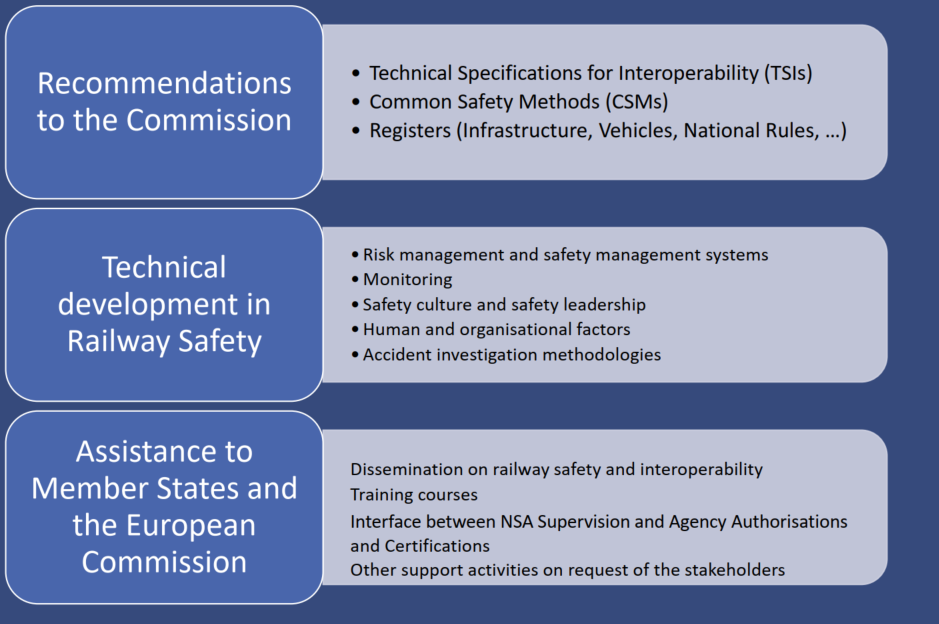 Recommendations
to the Commission
• Technical Specifications for Interoperability (TSIs)
• Common Safety Methods (CSMs)
• Registers (Infrastructure, Vehicles, National Rules, …)
Technical
development in
Railway Safety
• Risk management and safety management systems
• Monitoring
• Safety culture and safety leadership
• Human and organisational factors
• Accident investigation methodologies
Assistance to
Member States and
the European
Commission
Dissemination on railway safety and interoperability
Training courses
Interface between NSA Supervision and Agency Authorisations
and Certifications
Other support activities on request of the stakeholders